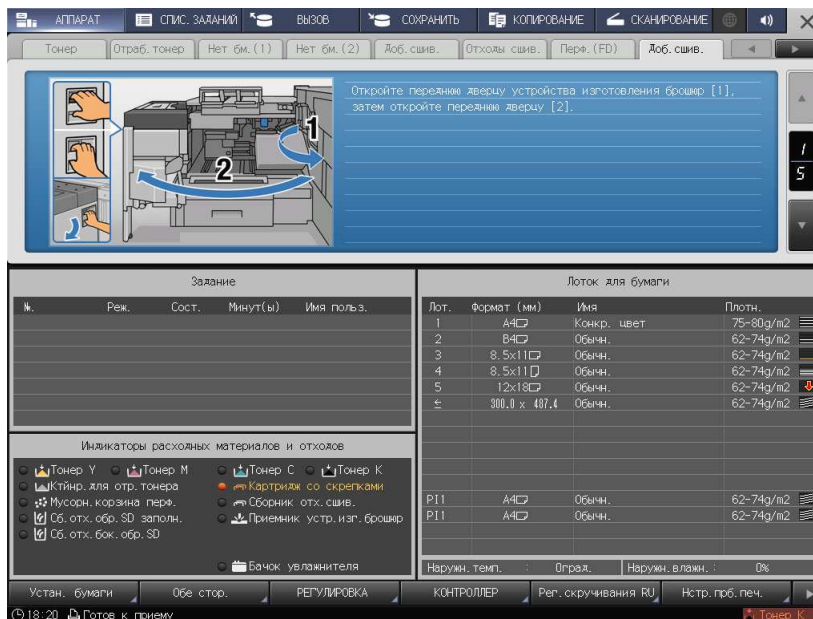 АППАРАТ СПИС. ЗАДАНИЙ ВЫЗОВ СОХРАНИТЬ КОПИРОВАНИЕ СКАНИРОВАНИЕ
Тонер Отраб. тонер Нет бм.(1) Нет бм.(2) Доб. сшив. Отходы сшив. Перф.(FD) Доб. сшив.
Откройте переднюю дверцу устройства изготовления брошюр [1],
затем откройте переднюю дверцу [2].
1
2
1
5
Задание
№. Реж. Сост. Минут(ы) Имя польз.
Лоток для бумаги
Лот. Формат (мм) Имя Плотн.
1 A4 Конкр. цвет 75-80g/m2
2 B4 Обычн. 62-74g/m2
3 8.5x11 Обычн. 62-74g/m2
4 8.5x11 Обычн. 62-74g/m2
5 12x18 Обычн. 62-74g/m2
300.0 x 487.4 Обычн. 62-74g/m2
PI1 A4 Обычн. 62-74g/m2
PI1 A4 Обычн. 62-74g/m2
Наружн. темп. : 0град. Наружн. влажн. : 0%
Индикаторы расходных материалов и отходов
Тонер Y Тонер M Тонер C Тонер K
Ктйнр. для отр. тонера Картридж со скрепками
Мусорн. корзина перф. Сборник отх. сшив.
Сб. отх. обр. SD заполн. Приемник устр. изг. брошюр
Сб. отх. бок. обр. SD
Бачок увлажнителя
Устан. бумаги Обе стор. РЕГУЛИРОВКА КОНТРОЛЛЕР Рег. скручивания RU Нстр. прб. печ.
18:20 Готов к приему Тонер K